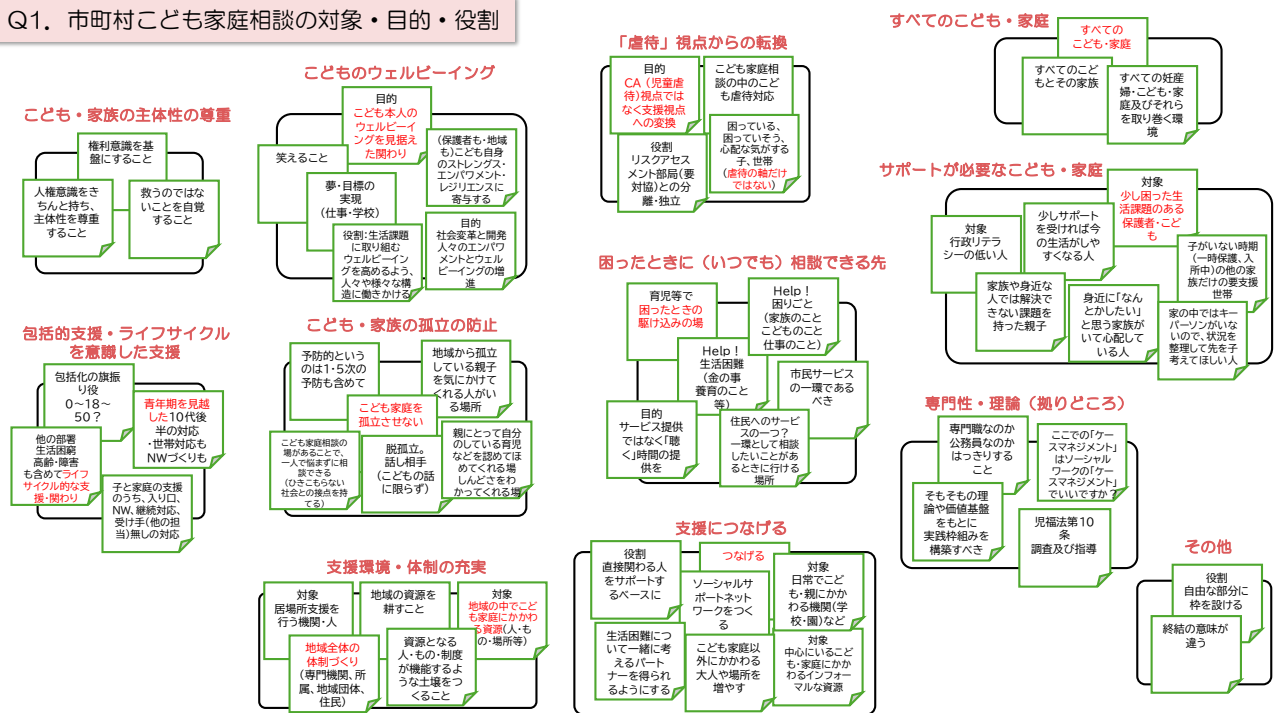 Q1. 市町村こども家庭相談の対象・目的・役割
こども・家族の主体性の尊重
権利意識を基
盤にすること
人権意識をき
ちんと持ち、
主体性を尊重
すること
救うのではな
いことを自覚
すること
こどものウェルビーイング
目的
こども本人の
ウェルビーイ
ングを見据え
た関わり
笑えること
(保護者も・地域
も)こども自身
のストレングス・
エンパワメント・
レジリエンスに
寄与する
夢・目標の
実現
(仕事・学校)
役割:生活課題
に取り組む
ウェルビーイン
グを高めるよう、
人々や様々な構
造に働きかける
目的
社会変革と開発
人々のエンパワ
メントとウェル
ビーイングの増
進
「虐待」視点からの転換
目的
CA(児童虐
待)視点では
なく支援視点
への変換
こども家庭相
談の中のこど
も虐待対応
役割
リスクアセス
メント部局(要
対協)との分
離・独立
困っている、
困っていそう、
心配な気がする
子、世帯
(虐待の軸だけ
ではない)
すべてのこども・家庭
すべての
こども・家庭
すべてのこど
もとその家族
すべての妊産
婦・こども・家
庭及びそれら
を取り巻く環
境
サポートが必要なこども・家庭
対象
少し困った生
活課題のある
保護者・こど
も
対象
行政リテラ
シーの低い人
少しサポート
を受ければ今
の生活がしや
すくなる人
子がいない時期
(一時保護、入
所中)の他の家
族だけの要支援
世帯
家族や身近な
人では解決で
きない課題を
持った親子
身近に「なん
とかしたい」
と思う家族が
いて心配して
いる人
家の中ではキー
パーソンがいな
いので、状況を
整理して先を子
考えてほしい人
包括的支援・ライフサイクル
を意識した支援
包括化の旗振
り役
0~18~
50?
青年期を見越
した10代後
半の対応
・世帯対応も
NWづくりも
他の部署
生活困窮
高齢・障害
も含めてライフ
サイクル的な支
援・関わり
子と家庭の支援
のうち、入り口、
NW、継続対応、
受け手(他の担
当)無しの対応
こども・家族の孤立の防止
予防的という
のは1・5次の
予防も含めて
地域から孤立
している親子
を気にかけて
くれる人がい
る場所
こども家庭を
孤立させない
こども家庭相談の
場があることで、
一人で悩まずに相
談できる
(ひきこもらない
社会との接点を持
てる)
脱孤立。
話し相手
(こどもの話
に限らず)
親にとって自分
のしている育児
などを認めてほ
めてくれる場
しんどさをわ
かってくれる場
困ったときに(いつでも)相談できる先
育児等で
困ったときの
駆け込みの場
Help!
困りごと
(家族のこと
こどものこと
仕事のこと)
Help!
生活困難
(金の事
養育のこと
等)
市民サービス
の一環である
べき
目的
サービス提供
ではなく「聴
く」時間の提
供を
住民へのサービ
スの一つ?
一環として相談
したいことがあ
るときに行ける
場所
専門性・理論(拠りどころ)
専門職なのか
公務員なのか
はっきりする
こと
ここでの「ケー
スマネジメント」
はソーシャル
ワークの「ケー
スマネジメント」
でいいですか?
そもそもの理
論や価値基盤
をもとに
実践枠組みを
構築すべき
児福法第10
条
調査及び指導
支援環境・体制の充実
対象
居場所支援を
行う機関・人
地域の資源を
耕すこと
対象
地域の中でこど
も家庭にかかわ
る資源(人・も
の・場所等)
地域全体の
体制づくり
(専門機関、所
属、地域団体、
住民)
資源となる
人・もの・制度
が機能するよ
うな土壌をつ
くること
支援につなげる
役割
直接関わる人
をサポートす
るベースに
つなげる
ソーシャルサ
ポートネット
ワークをつく
る
対象
日常でこど
も・親にかか
わる機関(学
校・園)など
生活困難につ
いて一緒に考
えるパート
ナーを得られ
るようにする
こども家庭以
外にかかわる
大人や場所を
増やす
対象
中心にいるこど
も・家庭にかか
わるインフォー
マルな資源
その他
役割
自由な部分に
枠を設ける
終結の意味が
違う